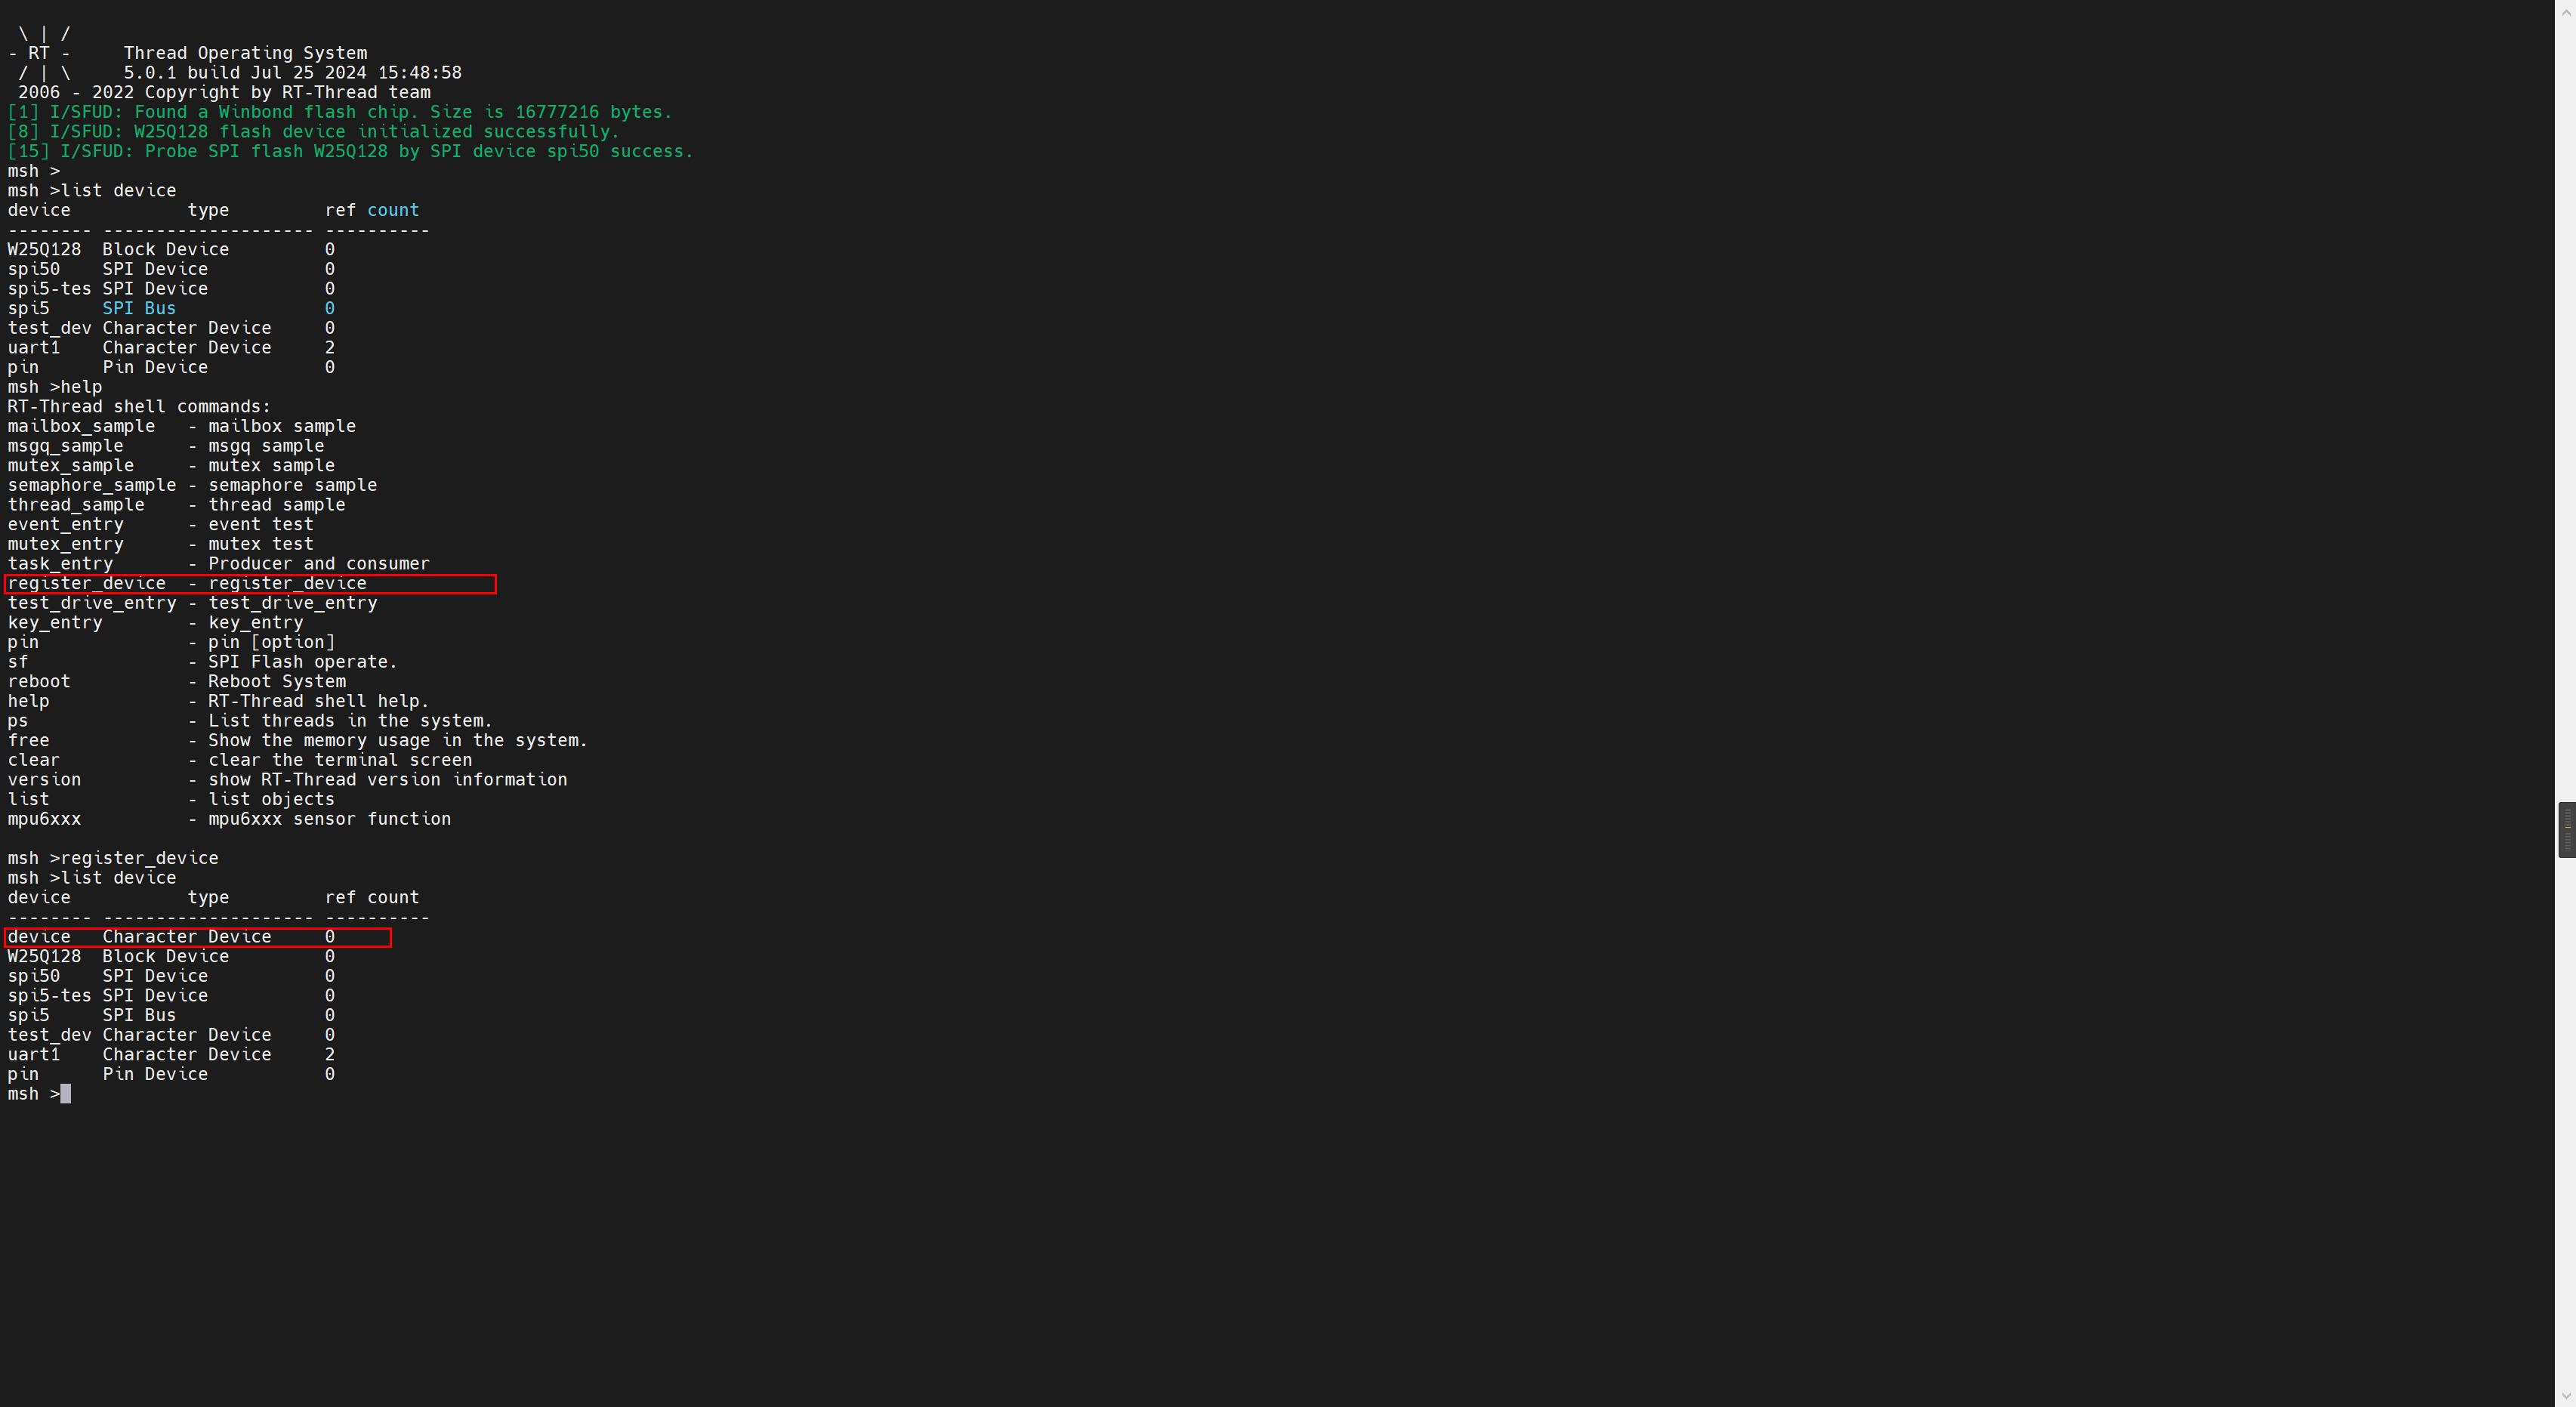 \ | /
- RT -     Thread Operating System
 / | \     5.0.1 build Jul 25 2024 15:48:58
 2006 - 2022 Copyright by RT-Thread team
[1] I/SFUD: Found a Winbond flash chip. Size is 16777216 bytes.
[8] I/SFUD: W25Q128 flash device initialized successfully.
[15] I/SFUD: Probe SPI flash W25Q128 by SPI device spi50 success.
msh >
msh >list device
device           type         ref count
-------- -------------------- ----------
W25Q128  Block Device         0
spi50    SPI Device           0
spi5-tes SPI Device           0
spi5     SPI Bus              0
test_dev Character Device     0
uart1    Character Device     2
pin      Pin Device           0
msh >help
RT-Thread shell commands:
mailbox_sample   - mailbox sample
msgq_sample      - msgq sample
mutex_sample     - mutex sample
semaphore_sample - semaphore sample
thread_sample    - thread sample
event_entry      - event test
mutex_entry      - mutex test
task_entry       - Producer and consumer
register_device  - register_device
test_drive_entry - test_drive_entry
key_entry        - key_entry
pin              - pin [option]
sf               - SPI Flash operate.
reboot           - Reboot System
help             - RT-Thread shell help.
ps               - List threads in the system.
free             - Show the memory usage in the system.
clear            - clear the terminal screen
version          - show RT-Thread version information
list             - list objects
mpu6xxx          - mpu6xxx sensor function
msh >register_device
msh >list device
device           type         ref count
-------- -------------------- ----------
device   Character Device     0
W25Q128  Block Device         0
spi50    SPI Device           0
spi5-tes SPI Device           0
spi5     SPI Bus              0
test_dev Character Device     0
uart1    Character Device     2
pin      Pin Device           0
msh >